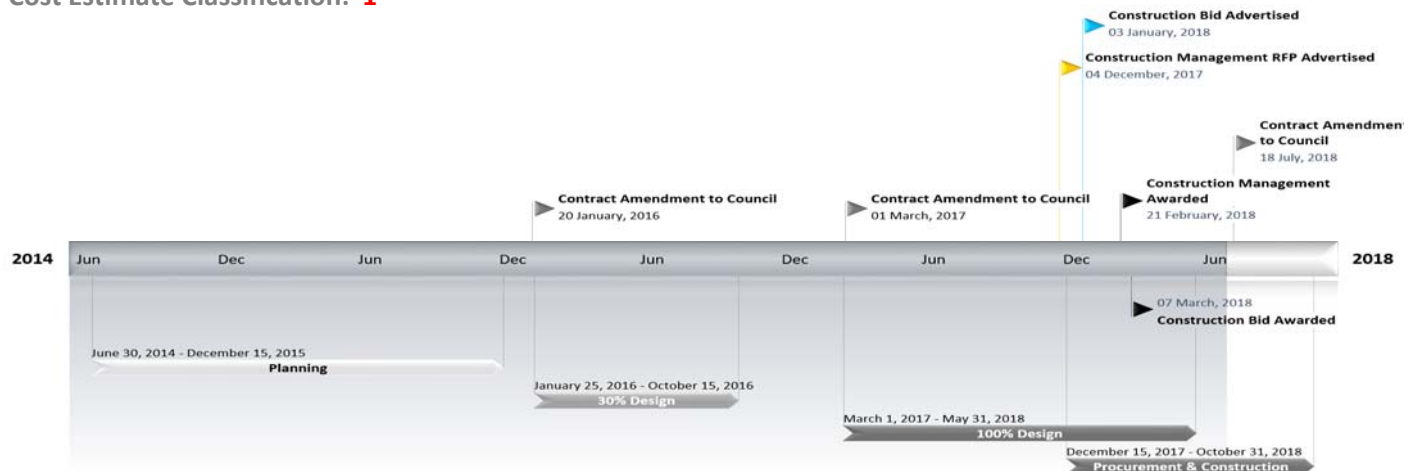 Cost Estimate Classification: 1
Construction Bid Advertised
03 January, 2018
Construction Management RFP Advertised
04 December, 2017
Contract Amendment
to Council
18 July, 2018
Construction Management
Awarded
21 February, 2018
Contract Amendment to Council
20 January, 2016
Contract Amendment to Council
01 March, 2017
2014 Jun Dec Jun Dec Jun Dec Jun Dec Jun 2018
07 March, 2018
Construction Bid Awarded
June 30, 2014 - December 15, 2015
Planning
January 25, 2016 - October 15, 2016
30% Design
March 1, 2017 - May 31, 2018
100% Design
December 15, 2017 - October 31, 2018
Procurement & Construction